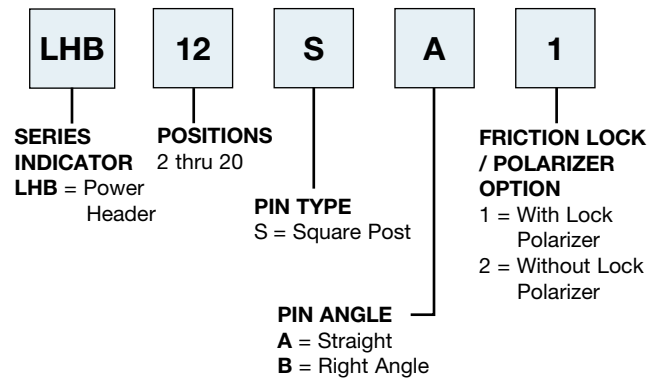 LHB 12 S A 1
SERIES
INDICATOR
LHB = Power
Header
POSITIONS
2 thru 20
PIN TYPE
S = Square Post
PIN ANGLE
A = Straight
B = Right Angle
FRICTION LOCK
/ POLARIZER
OPTION
1 = With Lock
Polarizer
2 = Without Lock
Polarizer